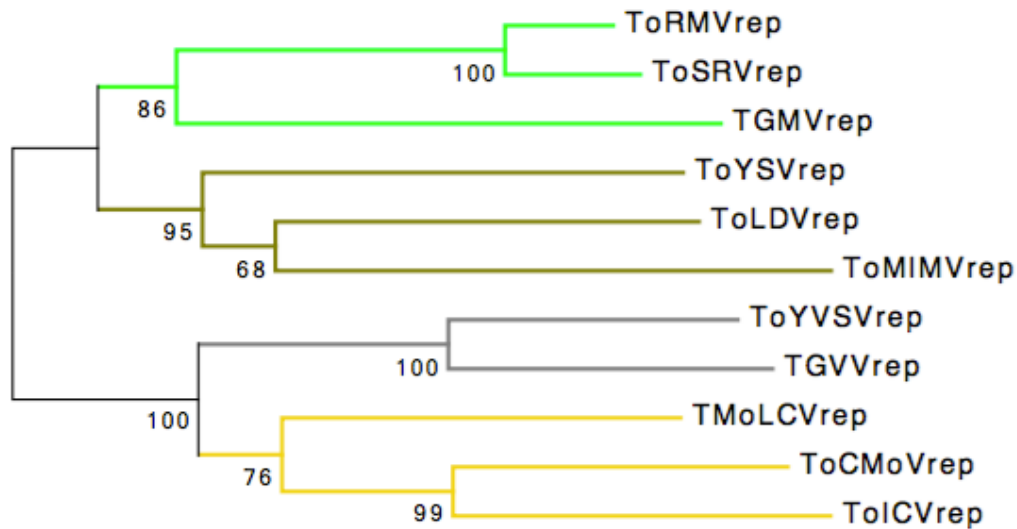 ToRMVrep
100
ToSRVrep
86
TGMVrep
ToYSVrep
95
ToLDVrep
68
ToMIMVrep
ToYVSVrep
100
TGVVrep
100
TMoLCVrep
76
ToCMoVrep
99
ToICVrep